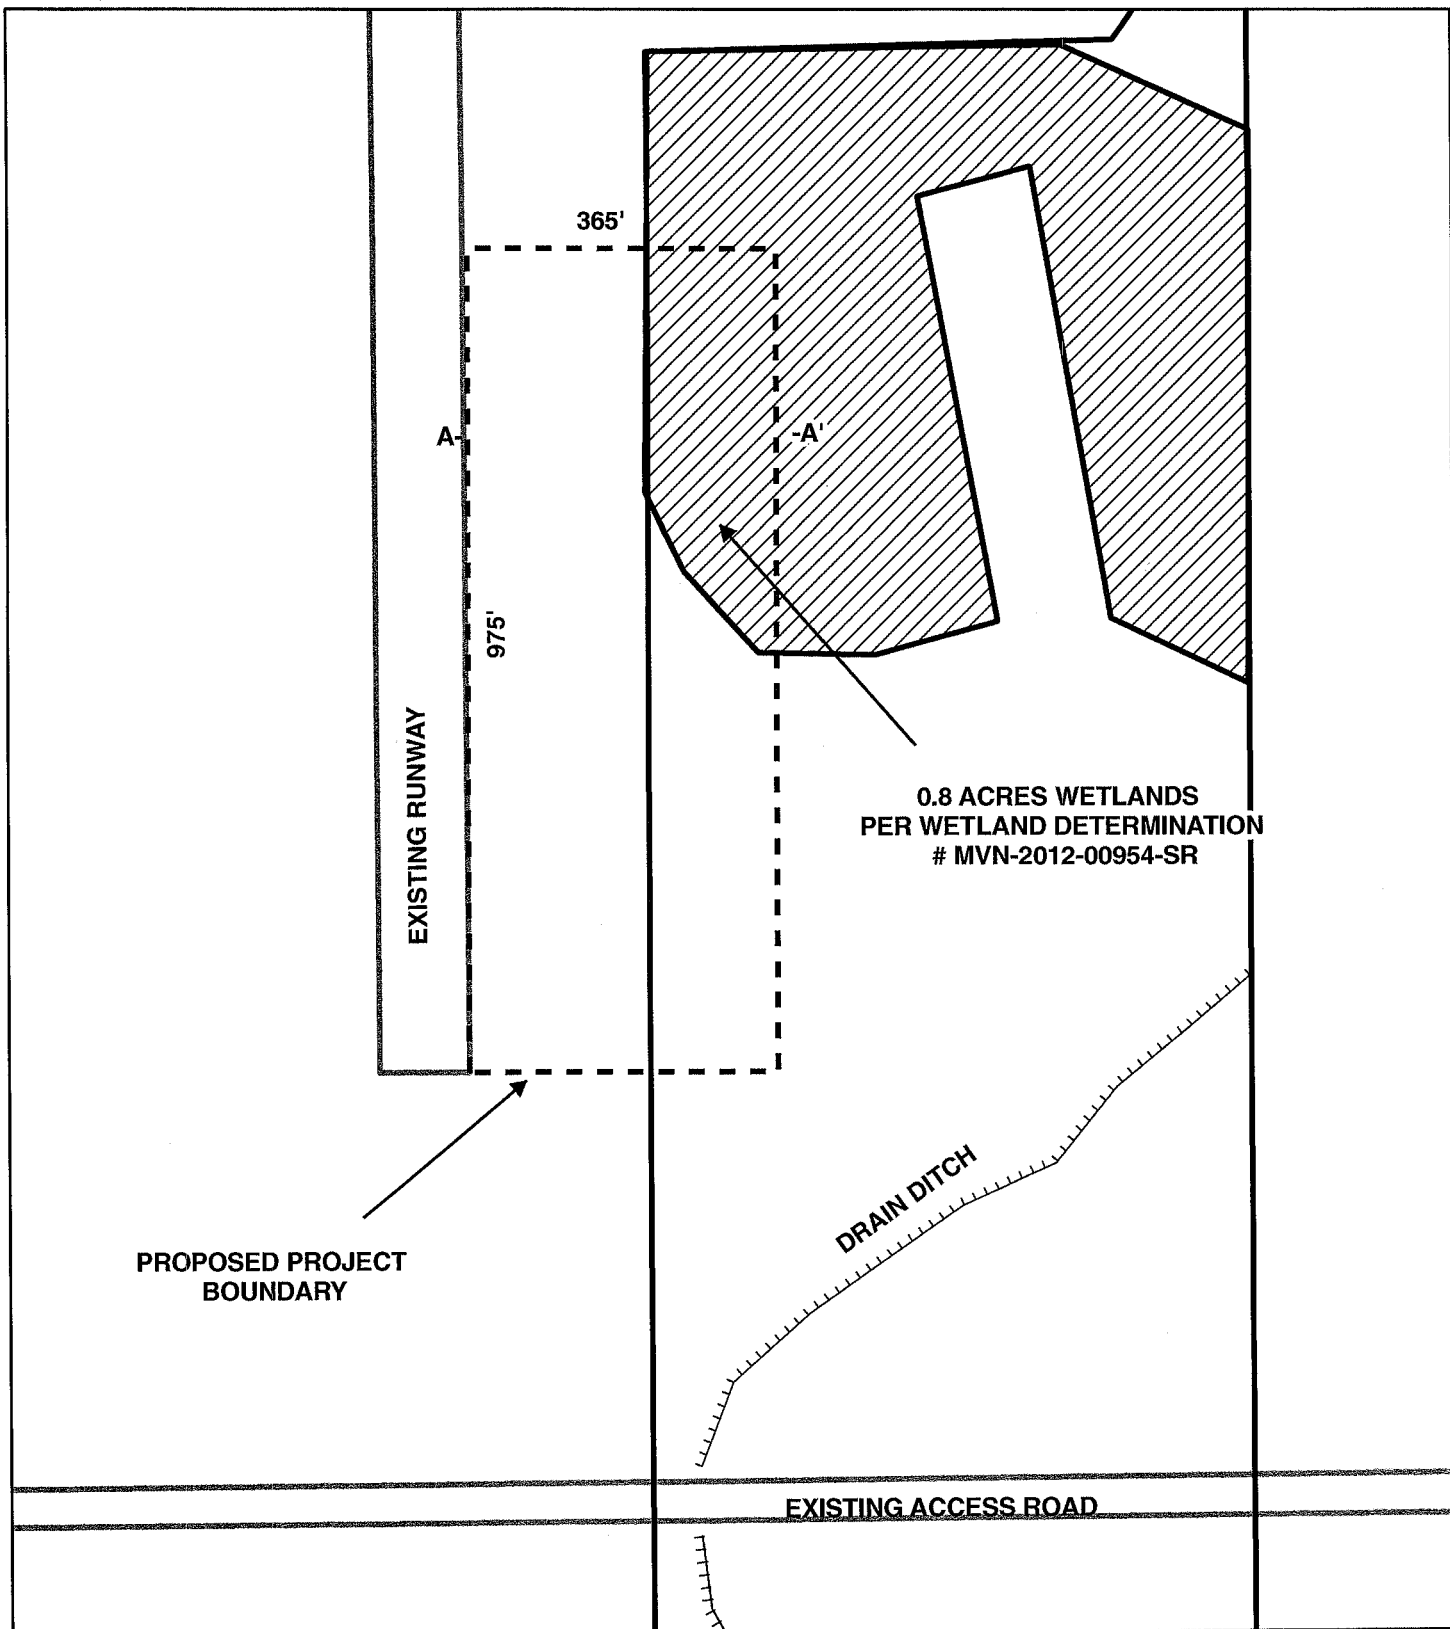 365'
A-
-A'
975'
EXISTING RUNWAY
0.8 ACRES WETLANDS
PER WETLAND DETERMINATION
# MVN-2012-00954-SR
DRAIN DITCH
PROPOSED PROJECT
BOUNDARY
EXISTING ACCESS ROAD